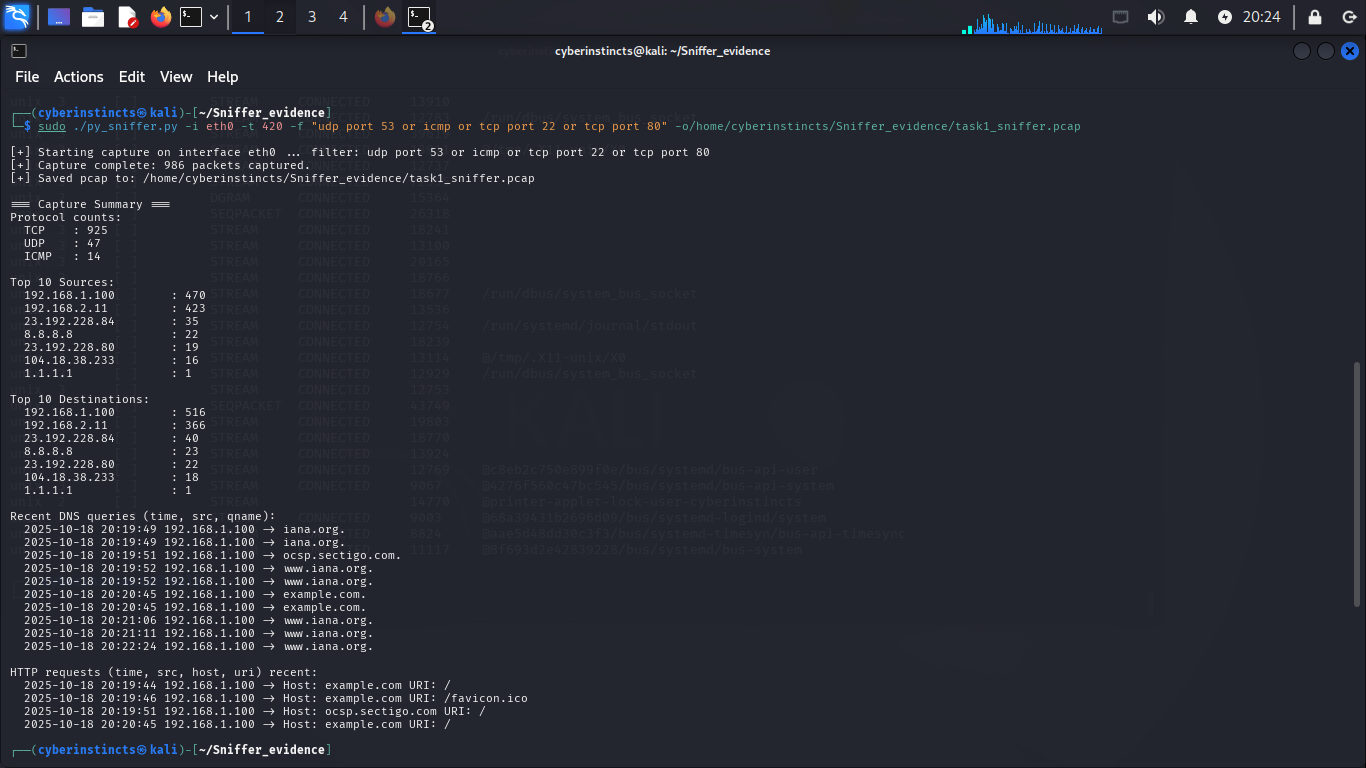 1 2 3 4 2 20:24
cyberinstincts@kali: ~/Sniffer_evidence
File Actions Edit View Help
┌──(cyberinstincts㉿kali)-[~/Sniffer_evidence]
└─$ sudo ./py_sniffer.py -i eth0 -t 420 -f "udp port 53 or icmp or tcp port 22 or tcp port 80" -o/home/cyberinstincts/Sniffer_evidence/task1_sniffer.pcap
[+] Starting capture on interface eth0 ... filter: udp port 53 or icmp or tcp port 22 or tcp port 80
[+] Capture complete: 986 packets captured.
[+] Saved pcap to: /home/cyberinstincts/Sniffer_evidence/task1_sniffer.pcap
=== Capture Summary ===
Protocol counts:
TCP : 925
UDP : 47
ICMP : 14
Top 10 Sources:
192.168.1.100 : 470
192.168.2.11 : 423
23.192.228.84 : 35
8.8.8.8 : 22
23.192.228.80 : 19
104.18.38.233 : 16
1.1.1.1 : 1
Top 10 Destinations:
192.168.1.100 : 516
192.168.2.11 : 366
23.192.228.84 : 40
8.8.8.8 : 23
23.192.228.80 : 22
104.18.38.233 : 18
1.1.1.1 : 1
Recent DNS queries (time, src, qname):
2025-10-18 20:19:49 192.168.1.100 → iana.org.
2025-10-18 20:19:49 192.168.1.100 → iana.org.
2025-10-18 20:19:51 192.168.1.100 → ocsp.sectigo.com.
2025-10-18 20:19:52 192.168.1.100 → www.iana.org.
2025-10-18 20:19:52 192.168.1.100 → www.iana.org.
2025-10-18 20:20:45 192.168.1.100 → example.com.
2025-10-18 20:20:45 192.168.1.100 → example.com.
2025-10-18 20:21:06 192.168.1.100 → www.iana.org.
2025-10-18 20:21:11 192.168.1.100 → www.iana.org.
2025-10-18 20:22:24 192.168.1.100 → www.iana.org.
HTTP requests (time, src, host, uri) recent:
2025-10-18 20:19:44 192.168.1.100 → Host: example.com URI: /
2025-10-18 20:19:46 192.168.1.100 → Host: example.com URI: /favicon.ico
2025-10-18 20:19:51 192.168.1.100 → Host: ocsp.sectigo.com URI: /
2025-10-18 20:20:45 192.168.1.100 → Host: example.com URI: /
┌──(cyberinstincts㉿kali)-[~/Sniffer_evidence]